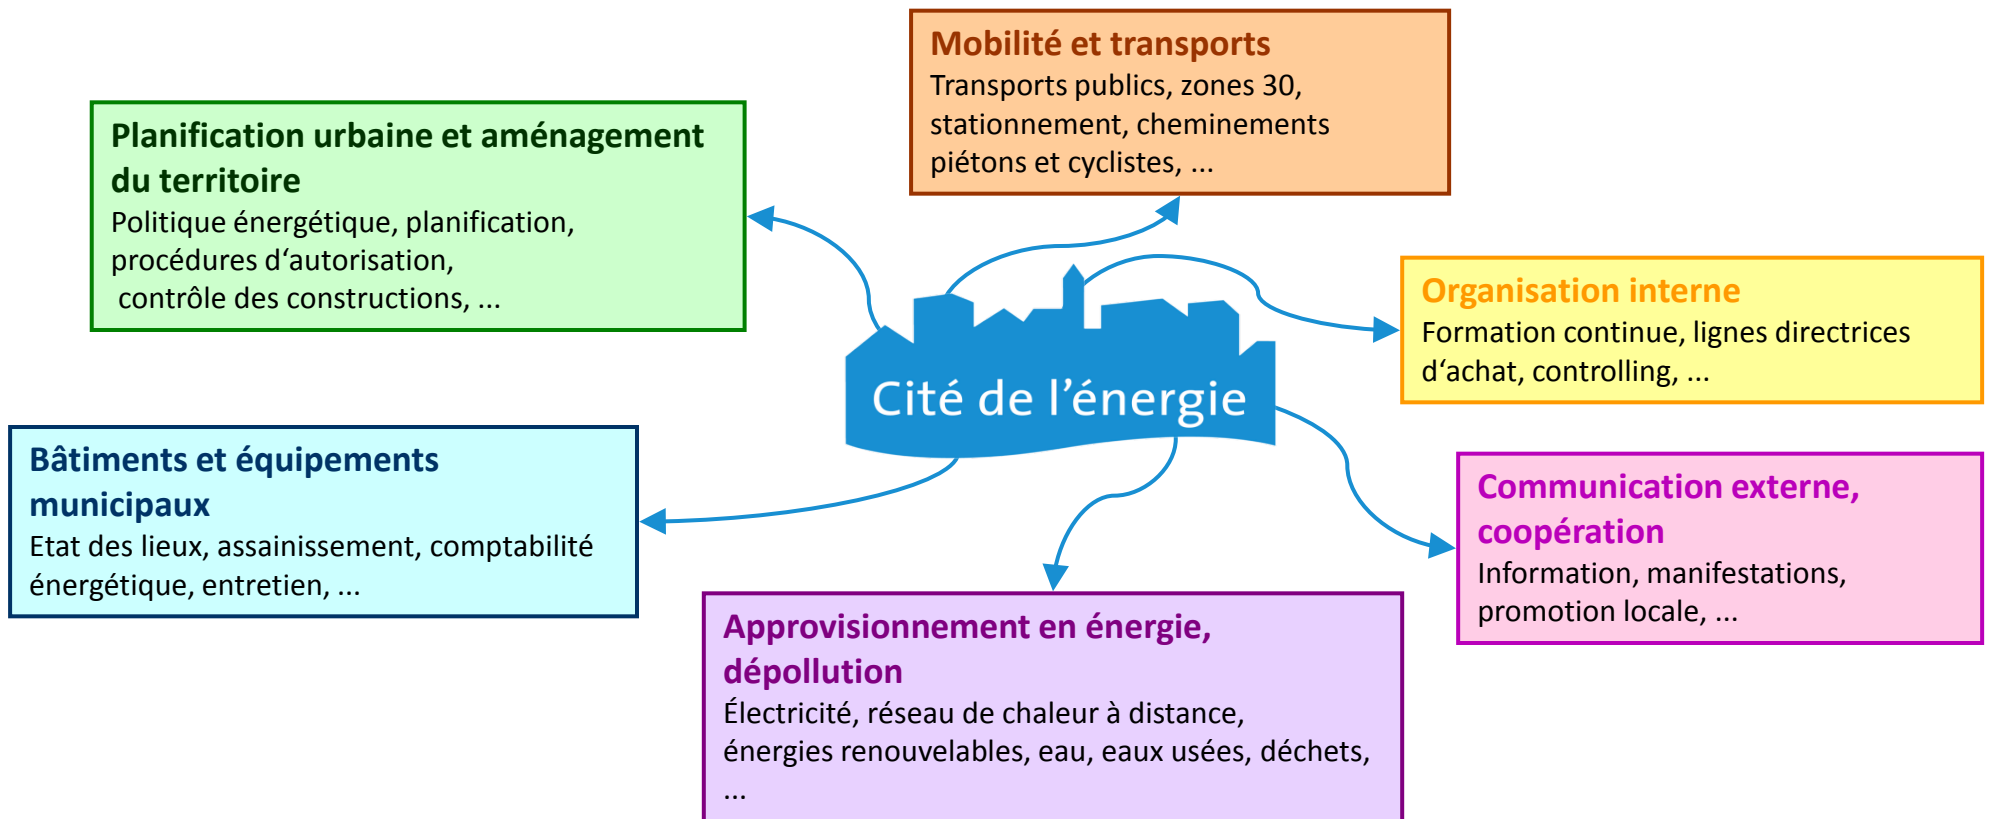 Mobilité et transports
Transports publics, zones 30,
stationnement, cheminements
piétons et cyclistes, ...
Planification urbaine et aménagement
du territoire
Politique énergétique, planification,
procédures d‘autorisation,
contrôle des constructions, ...
Organisation interne
Formation continue, lignes directrices
d‘achat, controlling, ...
Cité de l’énergie
Bâtiments et équipements
municipaux
Etat des lieux, assainissement, comptabilité
énergétique, entretien, ...
Communication externe,
coopération
Information, manifestations,
promotion locale, ...
Approvisionnement en énergie,
dépollution
Électricité, réseau de chaleur à distance,
énergies renouvelables, eau, eaux usées, déchets,
...